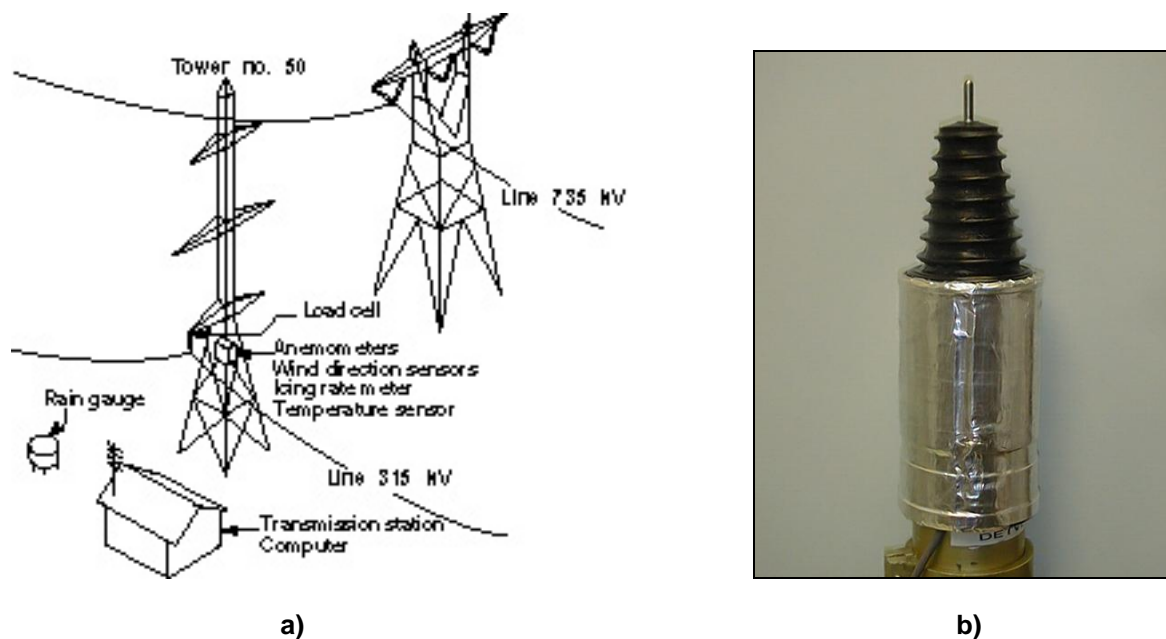 Tower no. 50
Line 735 kV
Load cell
Anemometers
Wind direction sensors
Icing rate meter
Temperature sensor
Rain gauge
Line 315 kV
Transmission station
Computer
DE
a)
b)